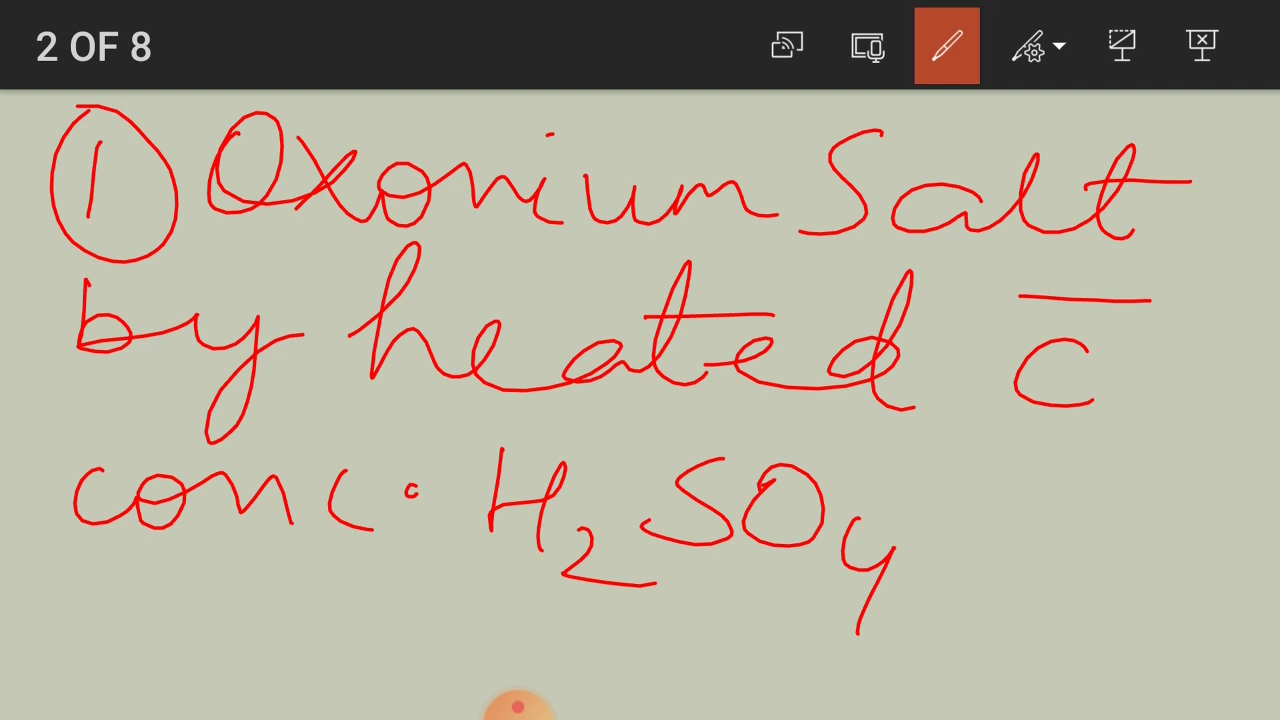 2 OF 8
① Oxonium Salt
by heated c̅
conc. H₂SO₄